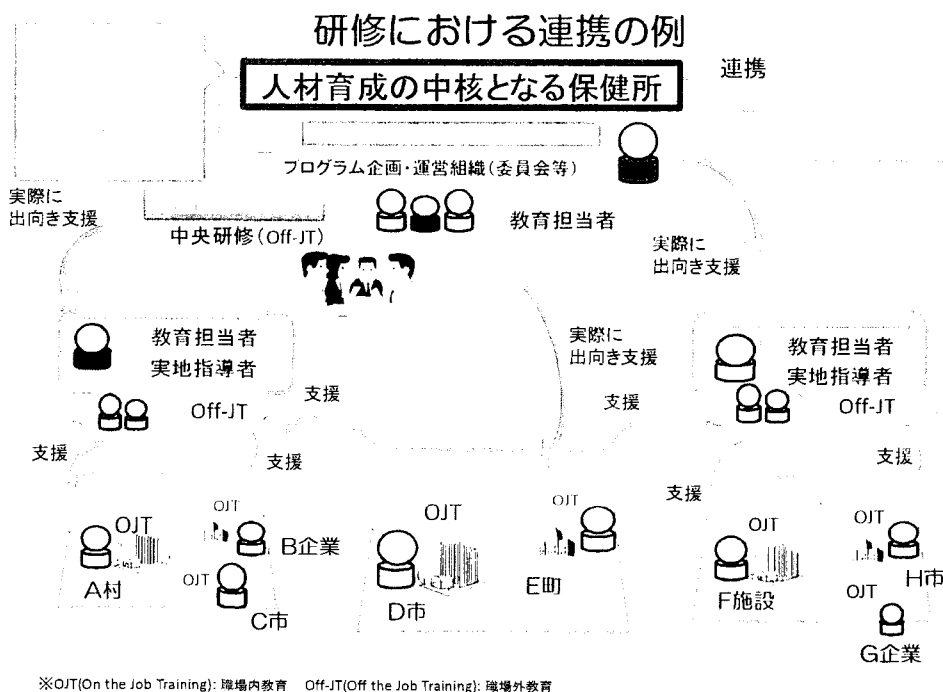 研修における連携の例
人材育成の中核となる保健所
連携
プログラム企画・運営組織(委員会等)
実際に
出向き支援
中央研修(Off-JT)
教育担当者
実際に
出向き支援
教育担当者
実地指導者
Off-JT
支援
実際に
出向き支援
支援
教育担当者
実地指導者
Off-JT
支援
支援
支援
支援
OJT
A村
OJT
B企業
OJT
C市
OJT
D市
OJT
E町
OJT
F施設
OJT
H市
OJT
G企業
※OJT(On the Job Training): 職場内教育 Off-JT(Off the Job Training): 職場外教育